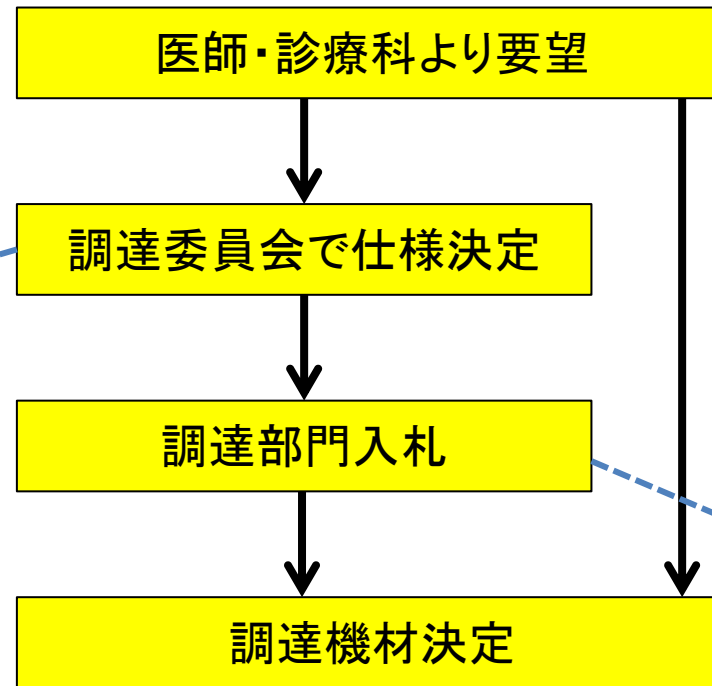 医師・診療科より要望
調達委員会で仕様決定
調達部門入札
調達機材決定